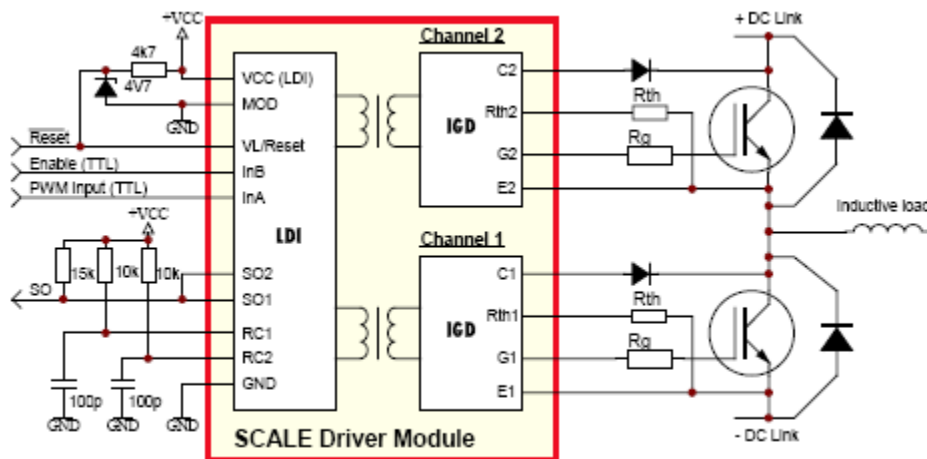 +VCC
4k7
4V7
GND
Reset
Enable (TTL)
PWM Input (TTL)
+VCC
15k
10k
10k
SO
100p
100p
GND
GND
GND
VCC (LDI)
MOD
VL/Reset
InB
InA
LDI
SO2
SO1
RC1
RC2
GND
SCALE Driver Module
Channel 2
IGD
C2
Rth2
G2
E2
Channel 1
IGD
C1
Rth1
G1
E1
+ DC Link
Rth
Rg
Inductive load
Rth
Rg
- DC Link